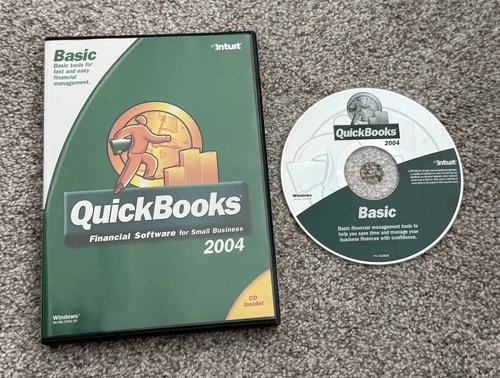 Basic
Basic tools for
fast and easy
financial
management.
Intuit
QuickBooks
Financial Software for Small Business
2004
CD
Inside!
Windows
QuickBooks
2004
Intuit
Windows
Basic
Basic financial management tools to
help you save time and manage your
business finances with confidence.